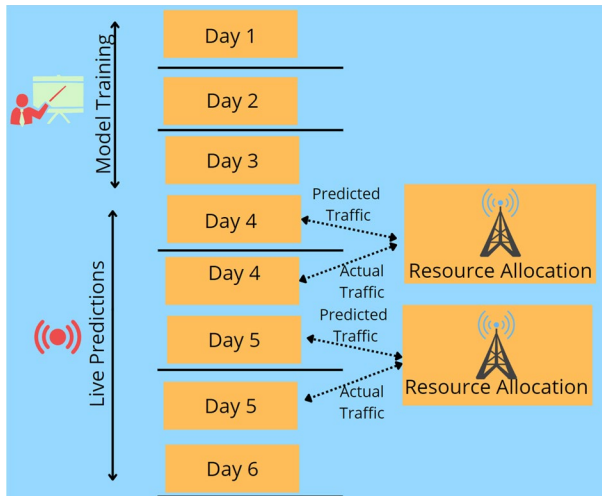 Model Training
Day 1
Day 2
Day 3
Live Predictions
Day 4
Predicted
Traffic
Resource Allocation
Day 4
Actual
Traffic
Day 5
Predicted
Traffic
Resource Allocation
Day 5
Actual
Traffic
Day 6